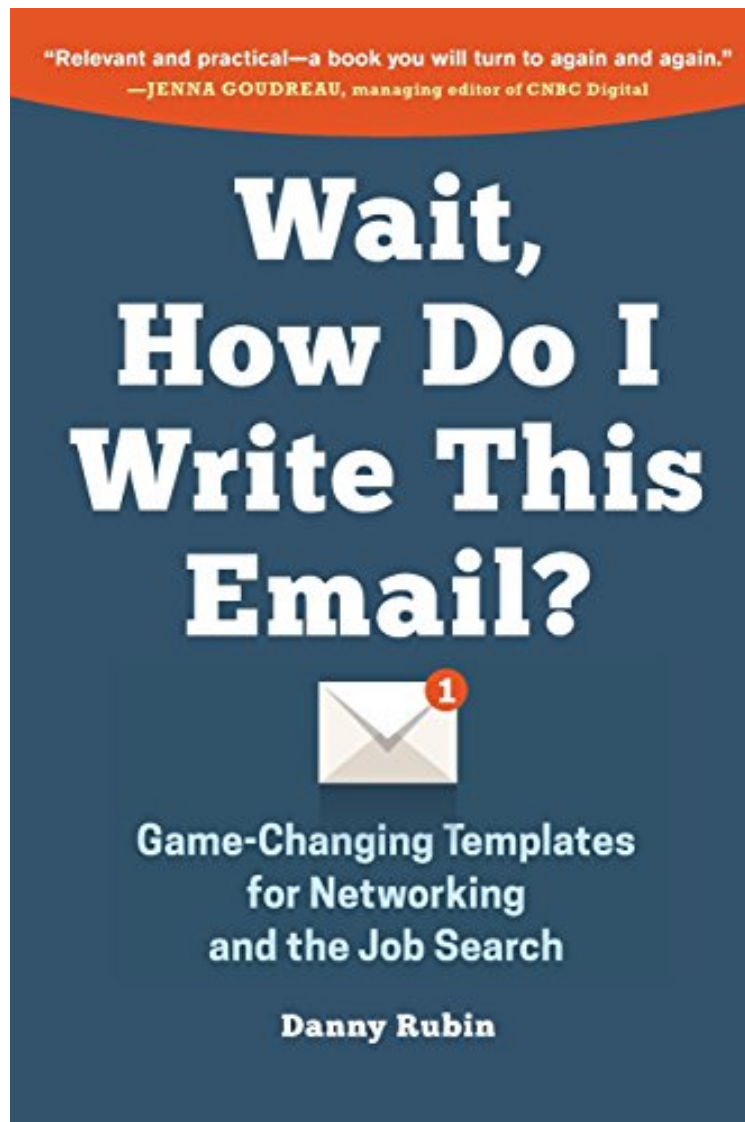 “Relevant and practical—a book you will turn to again and again.”
—JENNA GOUDREAU, managing editor of CNBC Digital
Wait,
How Do I
Write This
Email?
1
Game-Changing Templates
for Networking
and the Job Search
Danny Rubin